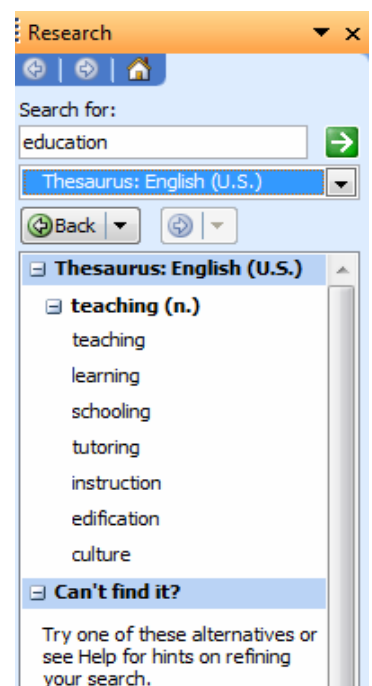 Research
Search for:
education
Thesaurus: English (U.S.)
Back
Thesaurus: English (U.S.)
teaching (n.)
teaching
learning
schooling
tutoring
instruction
edification
culture
Can't find it?
Try one of these alternatives or
see Help for hints on refining
your search.